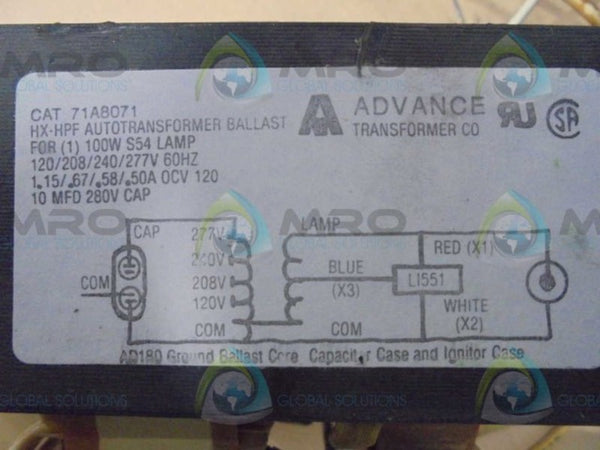 CAT 71A8071
HX-HPF AUTOTRANSFORMER BALLAST
FOR (1) 100W S54 LAMP
120/208/240/277V 60HZ
1.15/.67/.58/.50A OCV 120
10 MFD 280V CAP
ADVANCE
TRANSFORMER CO
CAP
COM
277V
240V
208V
120V
COM
LAMP
BLUE
(X3)
COM
RED (X1)
L1551
WHITE
(X2)
AD180 Ground Ballast Core Capacitor Case and Ignitor Case
MRO
GLOBAL SOLUTIONS